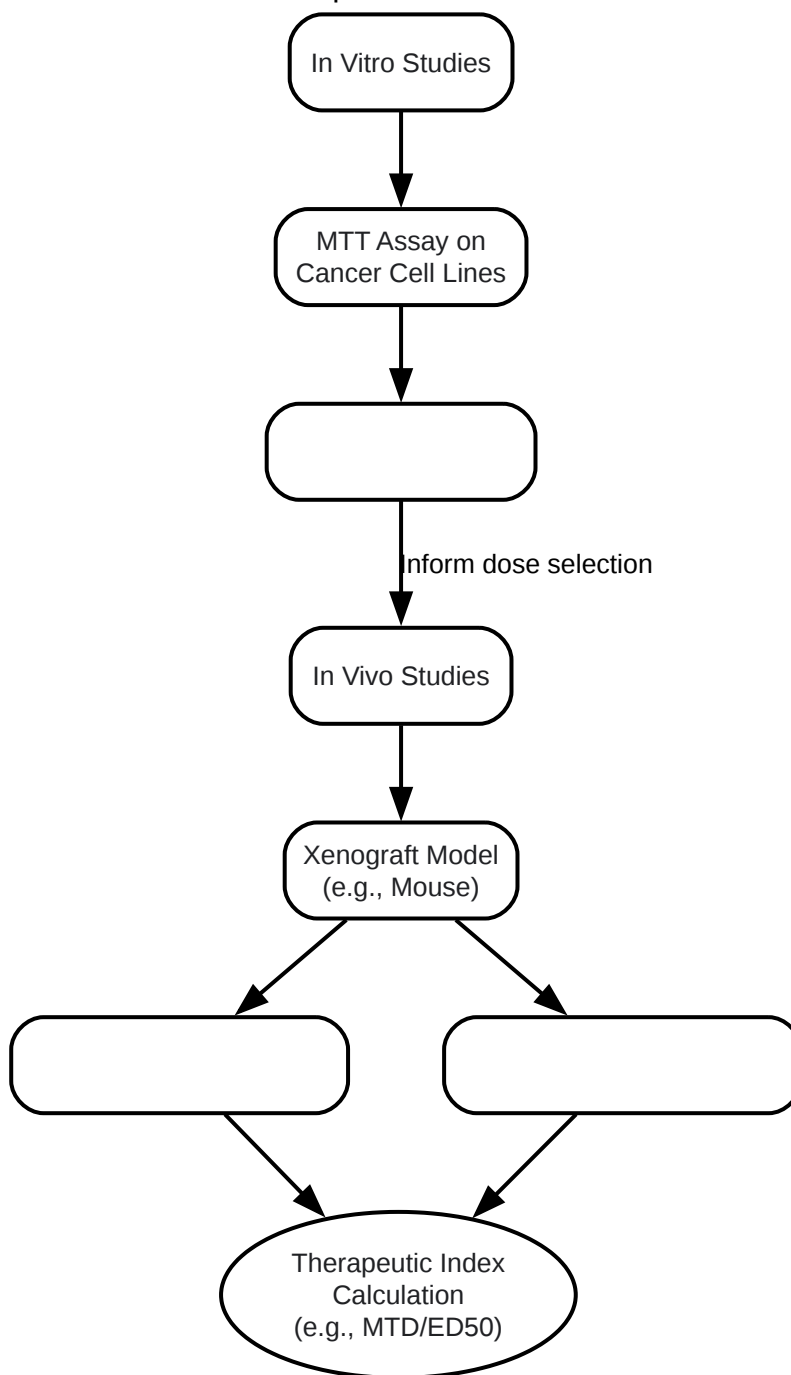 In Vitro Studies
MTT Assay on
Cancer Cell Lines
Inform dose selection
In Vivo Studies
Xenograft Model
(e.g., Mouse)
Therapeutic Index
Calculation
(e.g., MTD/ED50)